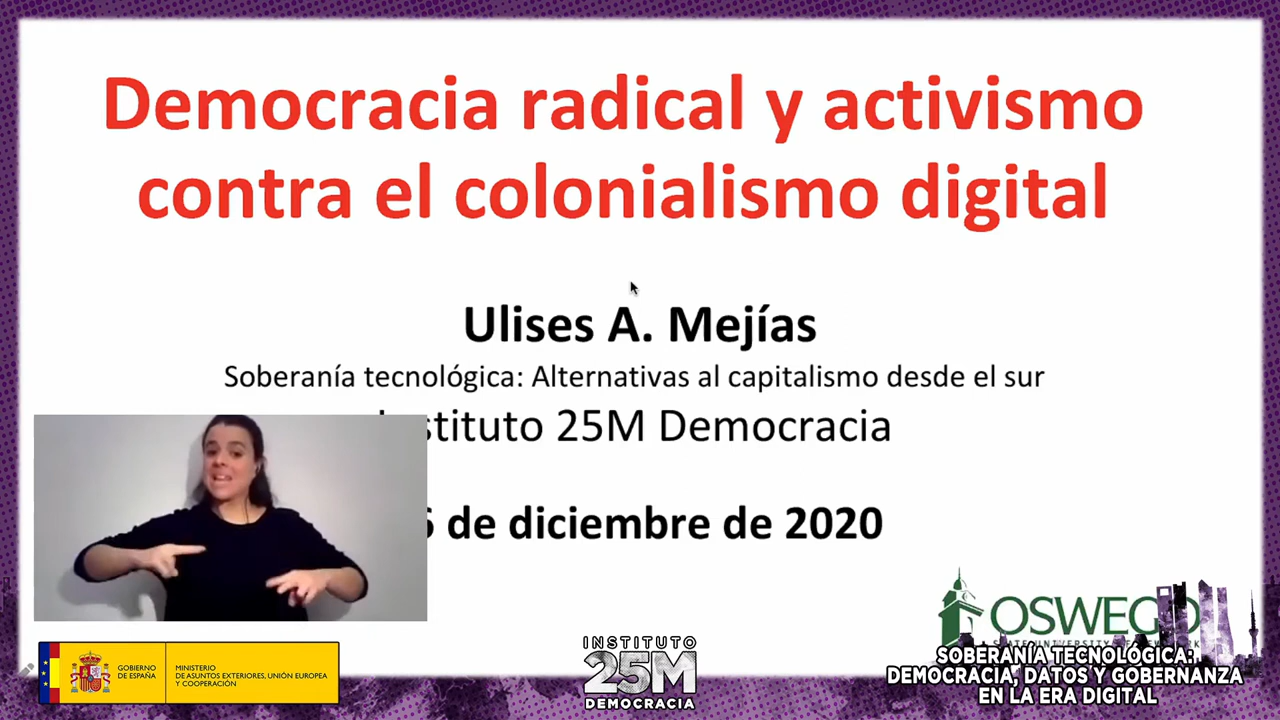 Democracia radical y activismo
contra el colonialismo digital
Ulises A. Mejías
Soberanía tecnológica: Alternativas al capitalismo desde el sur
25M Democracia
de diciembre de 2020
GOBIERNO
DE ESPAÑA
MINISTERIO
DE ASUNTOS EXTERIORES, UNIÓN EUROPEA
Y COOPERACIÓN
INSTITUTO
25M
DEMOCRACIA
OSWEGO
SOBERANÍA TECNOLÓGICA:
DEMOCRACIA, DATOS Y GOBERNANZA
EN LA ERA DIGITAL